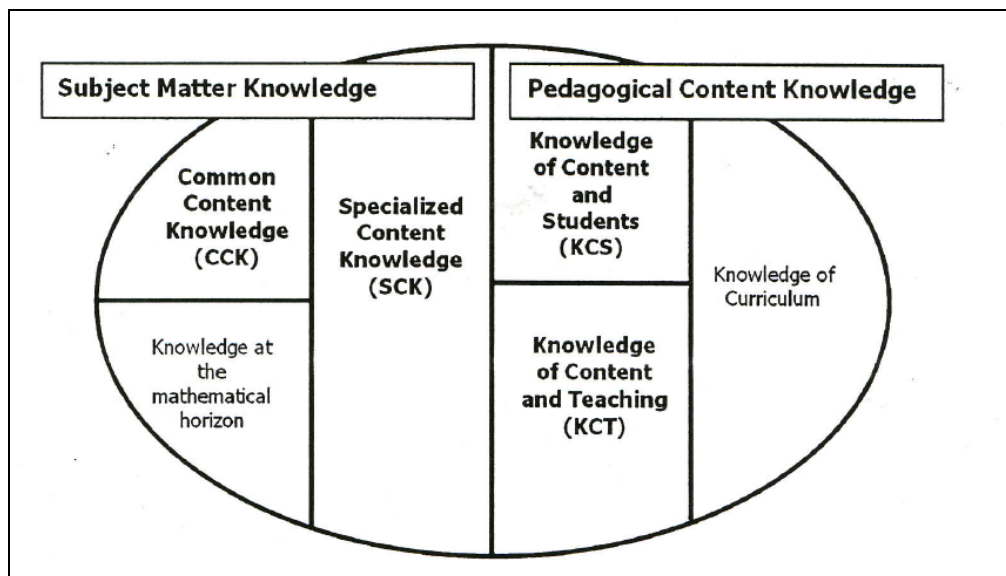 Subject Matter Knowledge
Pedagogical Content Knowledge
Common
Content
Knowledge
(CCK)
Specialized
Content
Knowledge
(SCK)
Knowledge
of Content
and
Students
(KCS)
Knowledge of
Curriculum
Knowledge at
the
mathematical
horizon
Knowledge
of Content
and Teaching
(KCT)